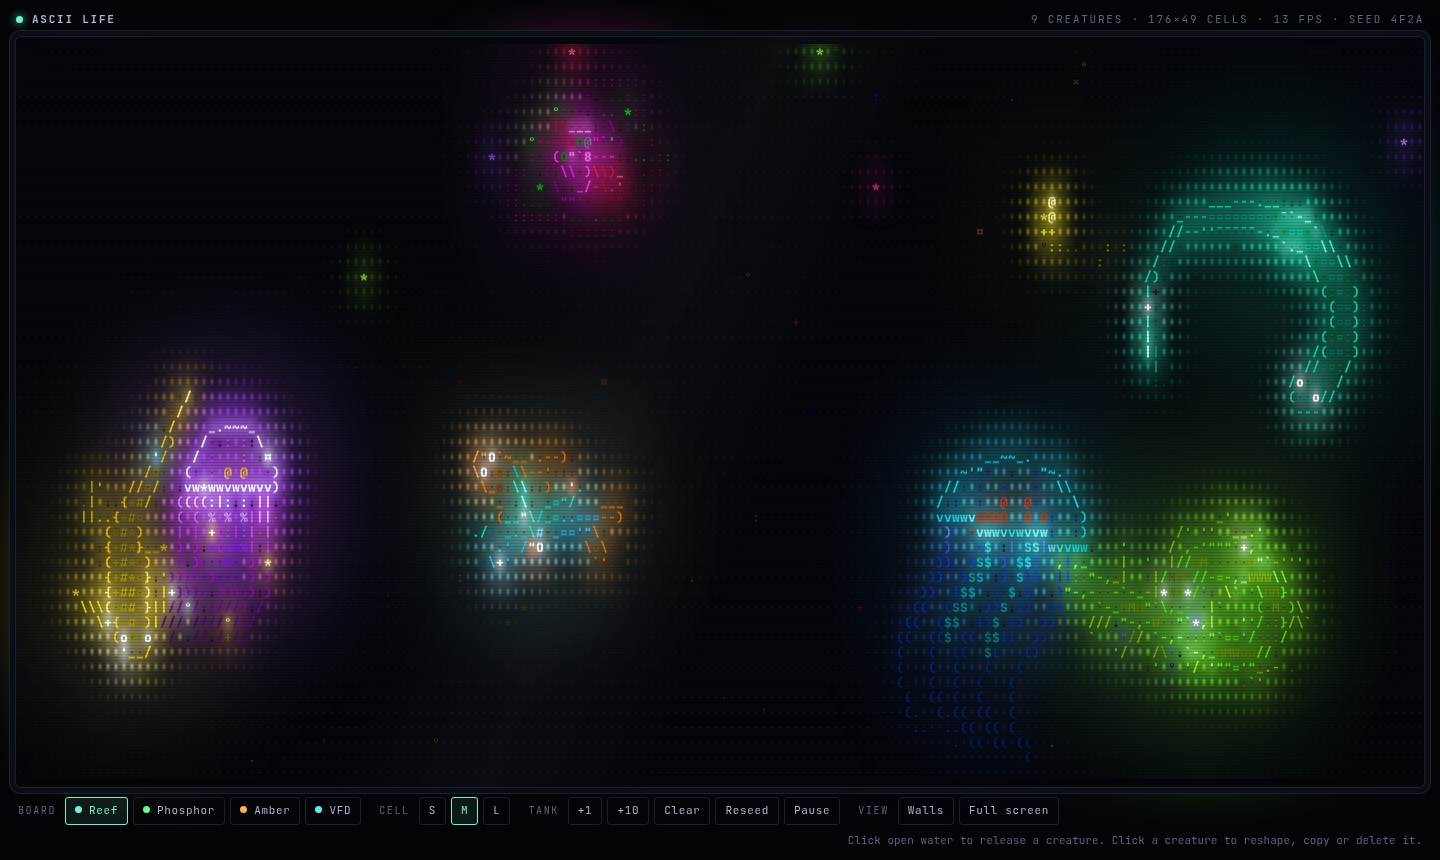 ASCII LIFE
9 CREATURES · 176×49 CELLS · 13 FPS · SEED 4F2A
BOARD Reef Phosphor Amber VFD CELL S M L TANK +1 +10 Clear Reseed Pause VIEW Walls Full screen
Click open water to release a creature. Click a creature to reshape, copy or delete it.